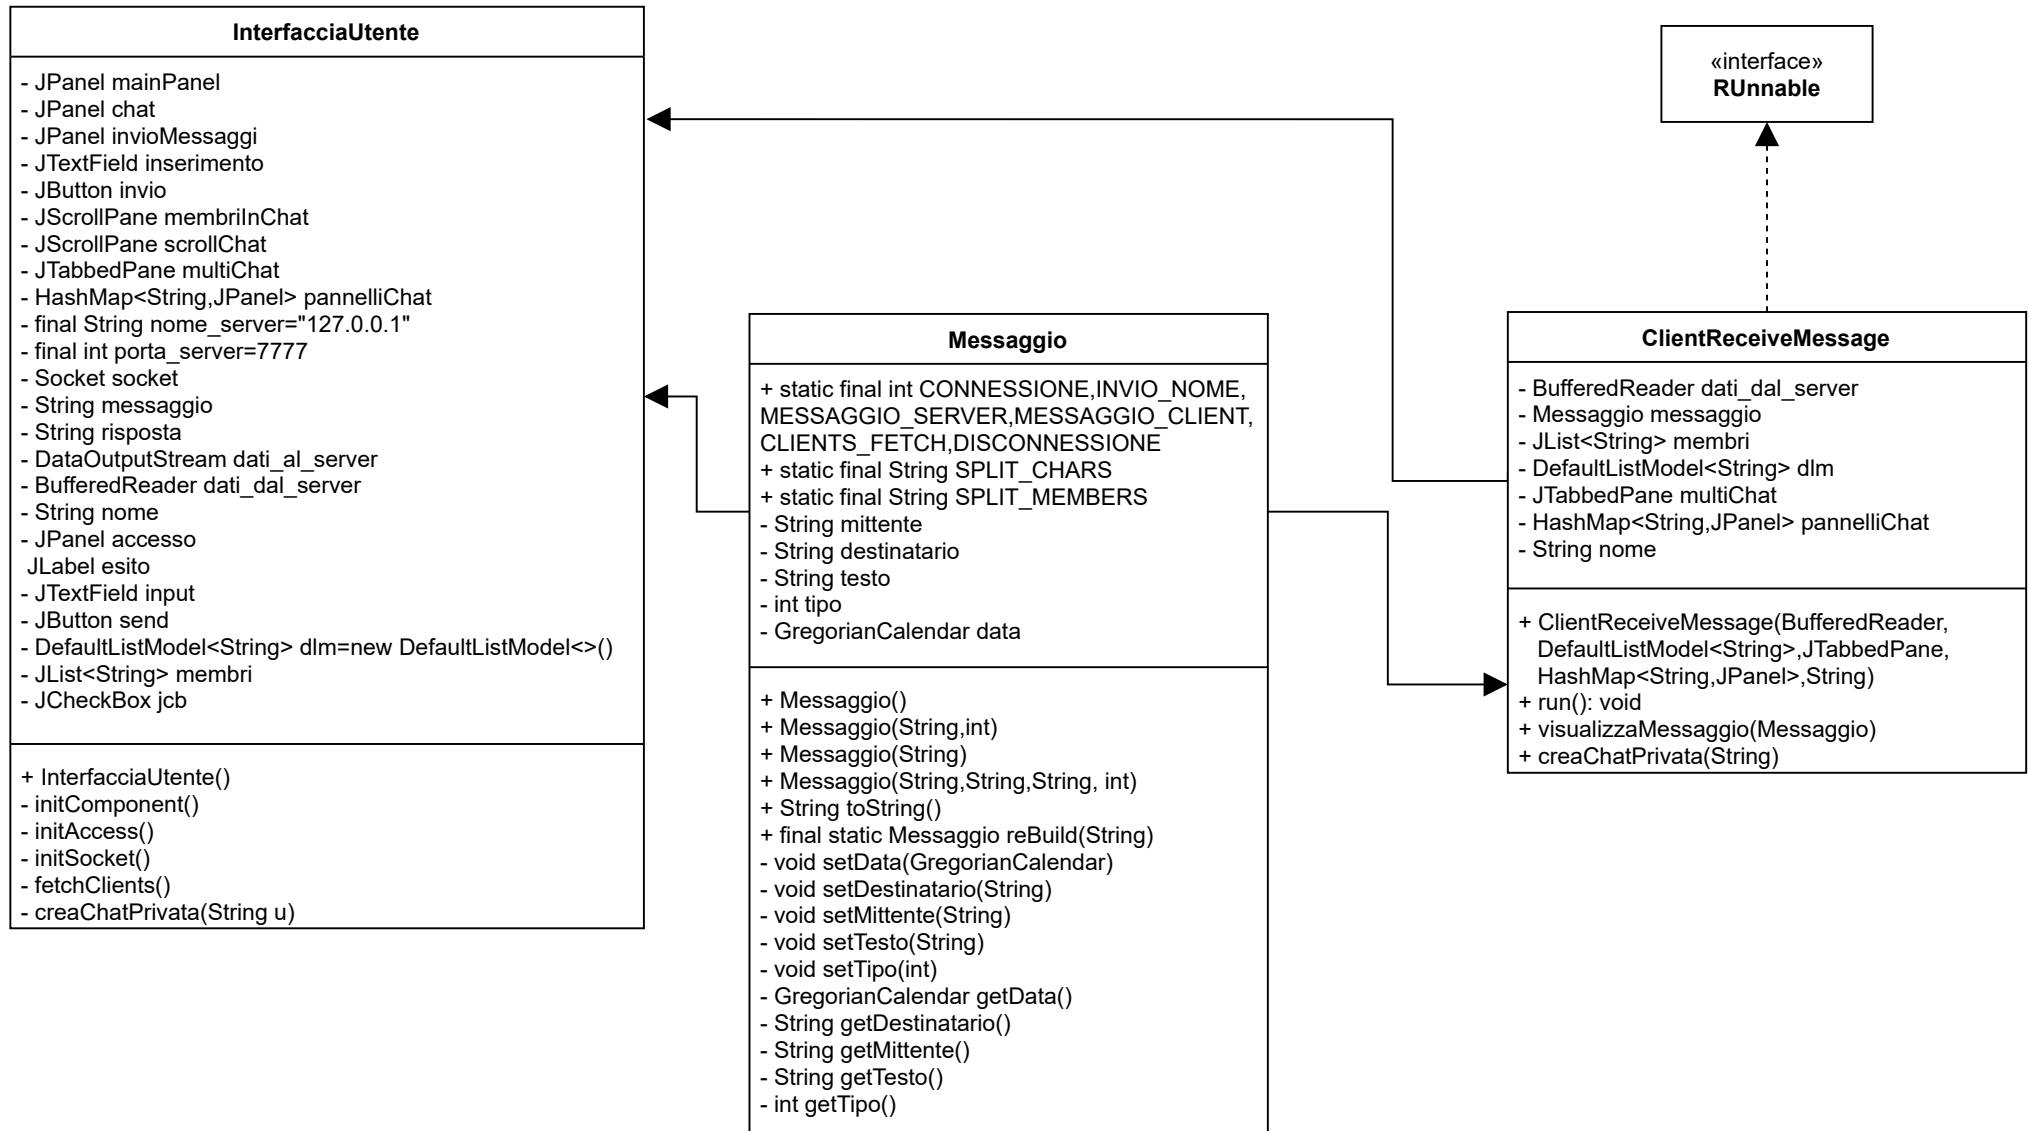 InterfacciaUtente
- JPanel mainPanel
- JPanel chat
- JPanel invioMessaggi
- JTextField inserimento
- JButton invio
- JScrollPane membriInChat
- JScrollPane scrollChat
- JTabbedPane multiChat
- HashMap<String,JPanel> pannelliChat
- final String nome_server="127.0.0.1"
- final int porta_server=7777
- Socket socket
- String messaggio
- String risposta
- DataOutputStream dati_al_server
- BufferedReader dati_dal_server
- String nome
- JPanel accesso
JLabel esito
- JTextField input
- JButton send
- DefaultListModel<String> dlm=new DefaultListModel<>()
- JList<String> membri
- JCheckBox jcb
+ InterfacciaUtente()
- initComponent()
- initAccess()
- initSocket()
- fetchClients()
- creaChatPrivata(String u)
Messaggio
+ static final int CONNESSIONE,INVIO_NOME,
MESSAGGIO_SERVER,MESSAGGIO_CLIENT,
CLIENTS_FETCH,DISCONNESSIONE
+ static final String SPLIT_CHARS
+ static final String SPLIT_MEMBERS
- String mittente
- String destinatario
- String testo
- int tipo
- GregorianCalendar data
+ Messaggio()
+ Messaggio(String,int)
+ Messaggio(String)
+ Messaggio(String,String,String, int)
+ String toString()
+ final static Messaggio reBuild(String)
- void setData(GregorianCalendar)
- void setDestinatario(String)
- void setMittente(String)
- void setTesto(String)
- void setTipo(int)
- GregorianCalendar getData()
- String getDestinatario()
- String getMittente()
- String getTesto()
- int getTipo()
«interface»
RUnnable
ClientReceiveMessage
- BufferedReader dati_dal_server
- Messaggio messaggio
- JList<String> membri
- DefaultListModel<String> dlm
- JTabbedPane multiChat
- HashMap<String,JPanel> pannelliChat
- String nome
+ ClientReceiveMessage(BufferedReader,
DefaultListModel<String>,JTabbedPane,
HashMap<String,JPanel>,String)
+ run(): void
+ visualizzaMessaggio(Messaggio)
+ creaChatPrivata(String)